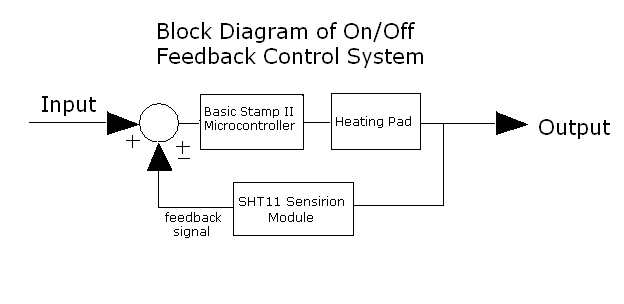 Block Diagram of On/Off
Feedback Control System
Input
+
±
Basic Stamp II
Microcontroller
Heating Pad
Output
SHT11 Sensirion
Module
feedback
signal